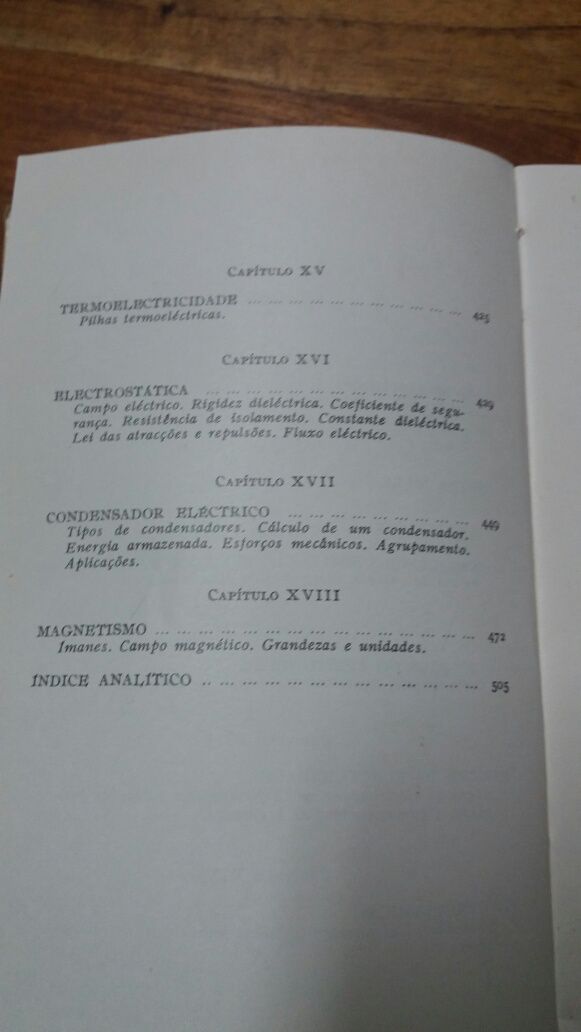 CAPÍTULO XV
TERMOELECTRICIDADE ... ... ... ... ... ... ... ... ... ... ... 425
Pilhas termoeléctricas.
CAPÍTULO XVI
ELECTROSTÁTICA ... ... ... ... ... ... ... ... ... ... ... ... 429
Campo eléctrico. Rigidez dieléctrica. Coeficiente de segu-
rança. Resistência de isolamento. Constante dieléctrica.
Lei das atracções e repulsões. Fluxo eléctrico.
CAPÍTULO XVII
CONDENSADOR ELÉCTRICO ... ... ... ... ... ... ... ... 449
Tipos de condensadores. Cálculo de um condensador.
Energia armazenada. Esforços mecânicos. Agrupamento.
Aplicações.
CAPÍTULO XVIII
MAGNETISMO ... ... ... ... ... ... ... ... ... ... ... ... ... ... 472
Ímanes. Campo magnético. Grandezas e unidades.
ÍNDICE ANALÍTICO .. ... ... ... ... ... ... ... ... ... ... ... 505